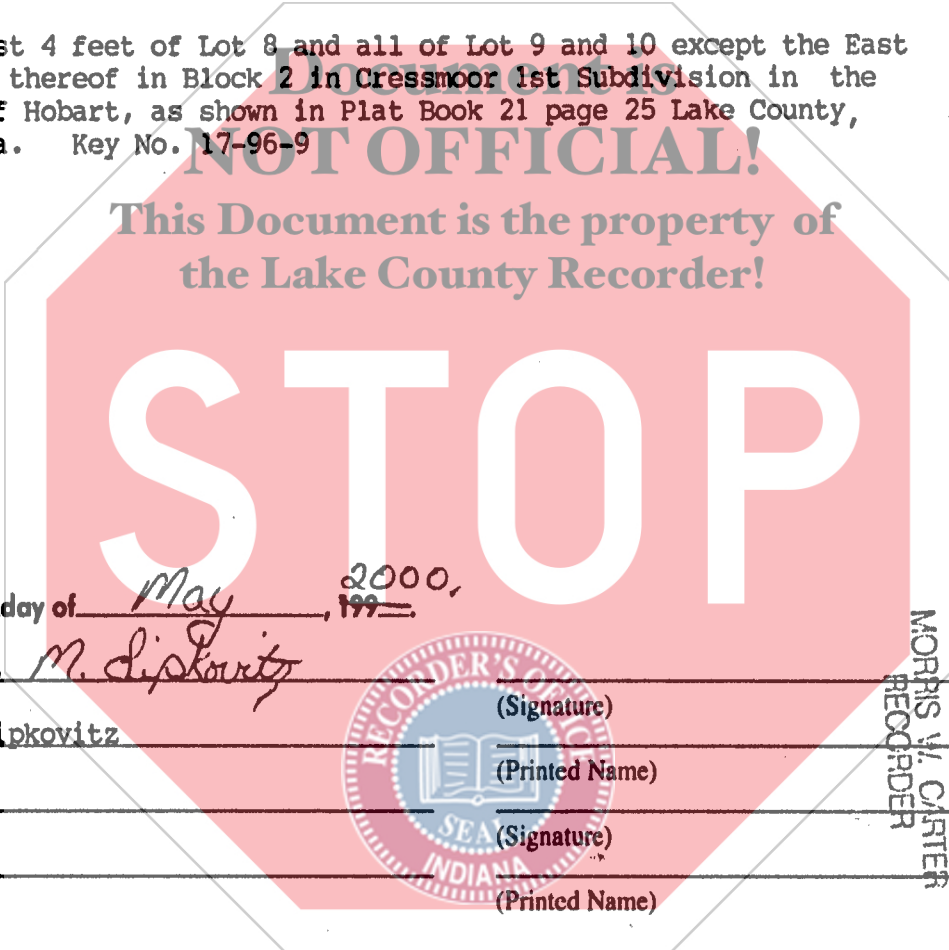 st 4 feet of Lot 8 and all of Lot 9 and 10 except the East
thereof in Block 2 in Cressmoor 1st Subdivision in the
Hobart, as shown in Plat Book 21 page 25 Lake County,
a. Key No. 17-96-9
Document is
NOT OFFICIAL!
This Document is the property of
the Lake County Recorder!
STOP
day of May, 2000, 199
M. Lipkovitz
(Signature)
ipkovitz
(Printed Name)
(Signature)
(Printed Name)
RECORDER'S OFFICE
SEAL
INDIANA
MORRIS W. CARTER
RECORDER